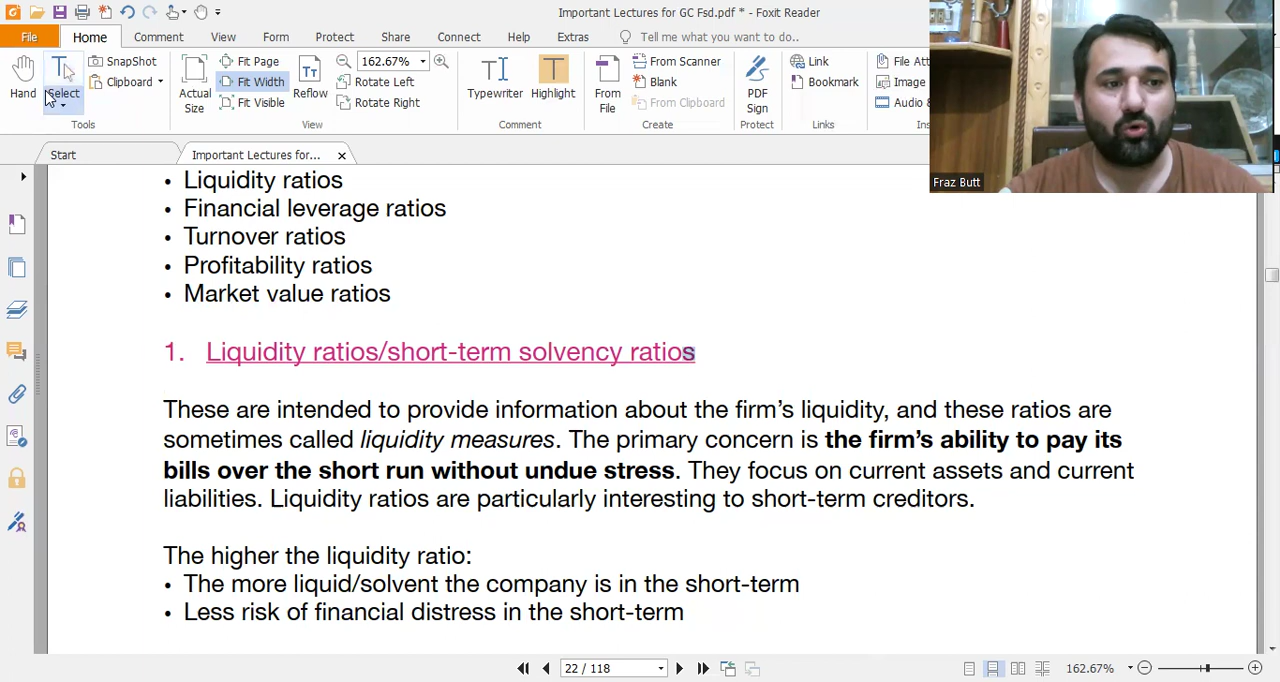 Important Lectures for GC Fsd.pdf * - Foxit Reader
File Home Comment View Form Protect Share Connect Help Extras Tell me what you want to do..
Hand
Select
SnapShot
Clipboard
Tools
Actual Size
Fit Page
Fit Width
Fit Visible
Reflow
162.67%
Rotate Left
Rotate Right
View
Typewriter
Highlight
Comment
From File
From Scanner
Blank
From Clipboard
Create
PDF Sign
Protect
Link
Bookmark
Links
File Att
Image
Audio &
Ins
Fraz Butt
Start
Important Lectures for...
• Liquidity ratios
• Financial leverage ratios
• Turnover ratios
• Profitability ratios
• Market value ratios
1. Liquidity ratios/short-term solvency ratios
These are intended to provide information about the firm's liquidity, and these ratios are
sometimes called liquidity measures. The primary concern is the firm's ability to pay its
bills over the short run without undue stress. They focus on current assets and current
liabilities. Liquidity ratios are particularly interesting to short-term creditors.
The higher the liquidity ratio:
• The more liquid/solvent the company is in the short-term
• Less risk of financial distress in the short-term
22 / 118
162.67%